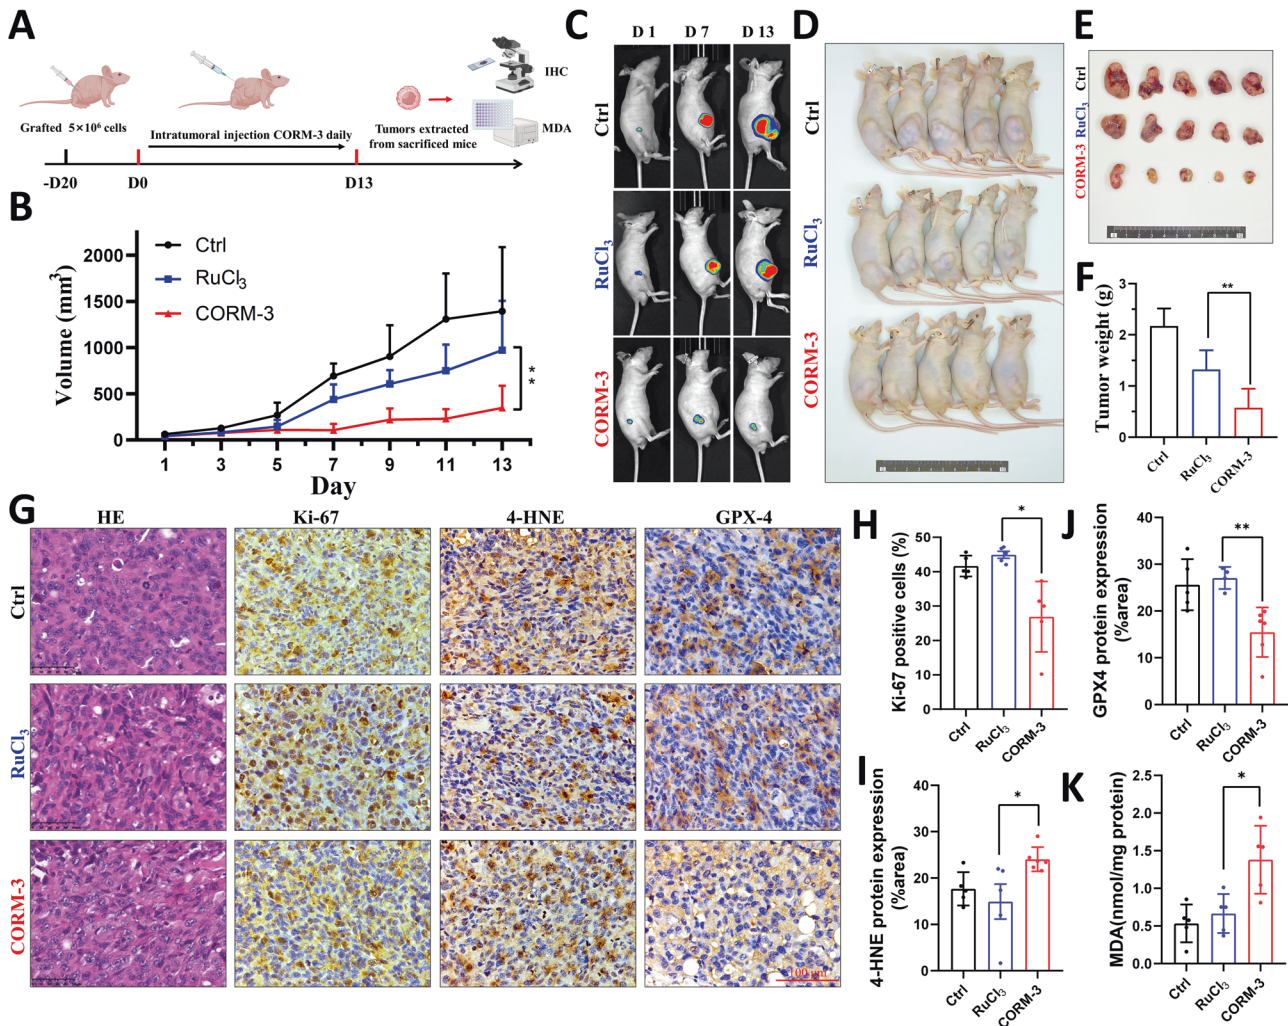 A
Grafted 5×10⁶ cells
Intratumoral injection CORM-3 daily
Tumors extracted
from sacrificed mice
IHC
MDA
-D20
D0
D13
B
Volume (mm³)
2000
1500
1000
500
0
Ctrl
RuCl₃
CORM-3
**
1 3 5 7 9 11 13
Day
C
D 1 D 7 D 13
Ctrl
RuCl₃
CORM-3
D
Ctrl
RuCl₃
CORM-3
E
Ctrl
RuCl₃
CORM-3
F
Tumor weight (g)
3
2
1
0
**
Ctrl
RuCl₃
CORM-3
G
HE Ki-67 4-HNE GPX-4
Ctrl
RuCl₃
CORM-3
100 μm
H
Ki-67 positive cells (%)
50
40
30
20
10
0
*
Ctrl
RuCl₃
CORM-3
J
GPX4 protein expression
(%area)
40
30
20
10
0
**
Ctrl
RuCl₃
CORM-3
I
4-HNE protein expression
(%area)
40
30
20
10
0
*
Ctrl
RuCl₃
CORM-3
K
MDA(nmol/mg protein)
2.5
2.0
1.5
1.0
0.5
0.0
*
Ctrl
RuCl₃
CORM-3